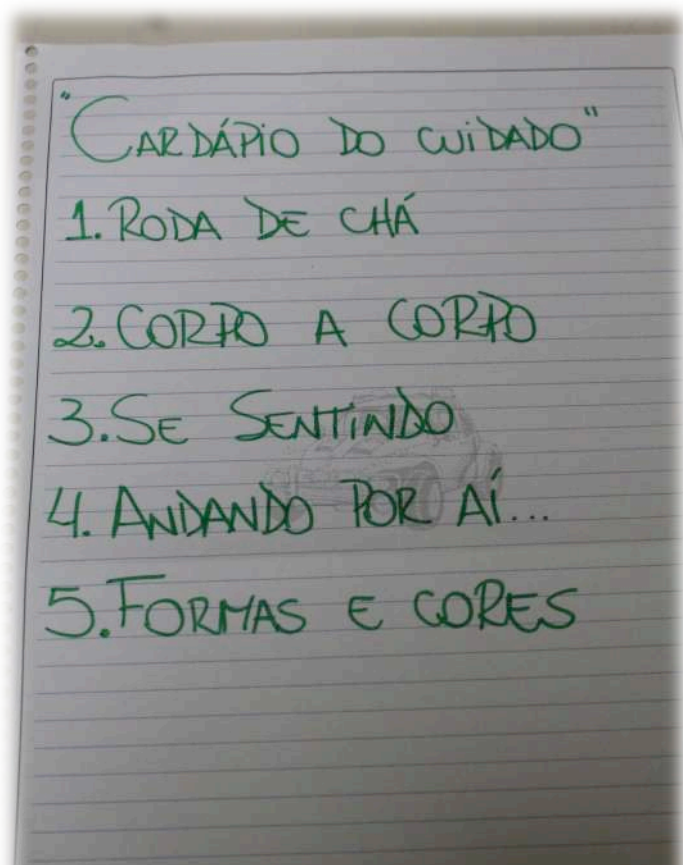 "CARDÁPIO DO CUIDADO"
1. RODA DE CHÁ
2. CORPO A CORPO
3. SE SENTINDO
4. ANDANDO POR AÍ...
5. FORMAS E CORES